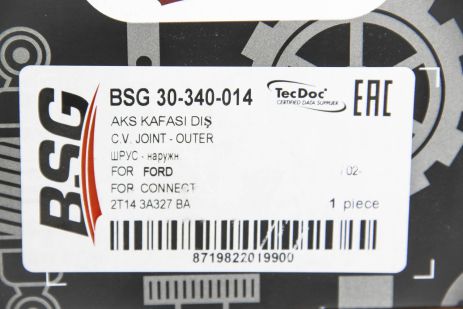 BSG
BSG 30-340-014
TecDoc
CERTIFIED DATA SUPPLIER
EAC
AKS KAFASI DIŞ
C.V. JOINT - OUTER
ШРУС - наружн
FOR FORD
/ 02-
FOR CONNECT
2T14 3A327 BA
1 piece
8719822019900